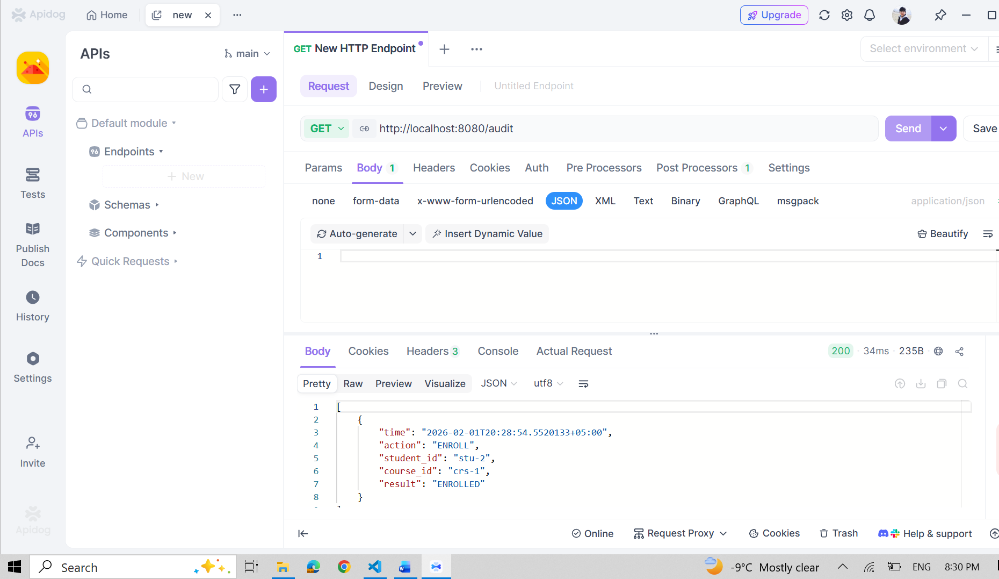 Apidog
Home
new
Upgrade
APIs
Tests
Publish
Docs
History
Settings
Invite
Apidog
APIs
main
Default module
Endpoints
New
Schemas
Components
Quick Requests
GET New HTTP Endpoint
Select environment
Request Design Preview Untitled Endpoint
GET http://localhost:8080/audit
Send
Save
Params Body 1 Headers Cookies Auth Pre Processors Post Processors 1 Settings
none form-data x-www-form-urlencoded JSON XML Text Binary GraphQL msgpack application/json
Auto-generate Insert Dynamic Value Beautify
1
Body Cookies Headers 3 Console Actual Request 200 · 34ms · 235B
Pretty Raw Preview Visualize JSON utf8
1 [
2 {
3 "time": "2026-02-01T20:28:54.5520133+05:00",
4 "action": "ENROLL",
5 "student_id": "stu-2",
6 "course_id": "crs-1",
7 "result": "ENROLLED"
8 }
Online Request Proxy Cookies Trash Help & support
Search
-9°C Mostly clear ENG 8:30 PM